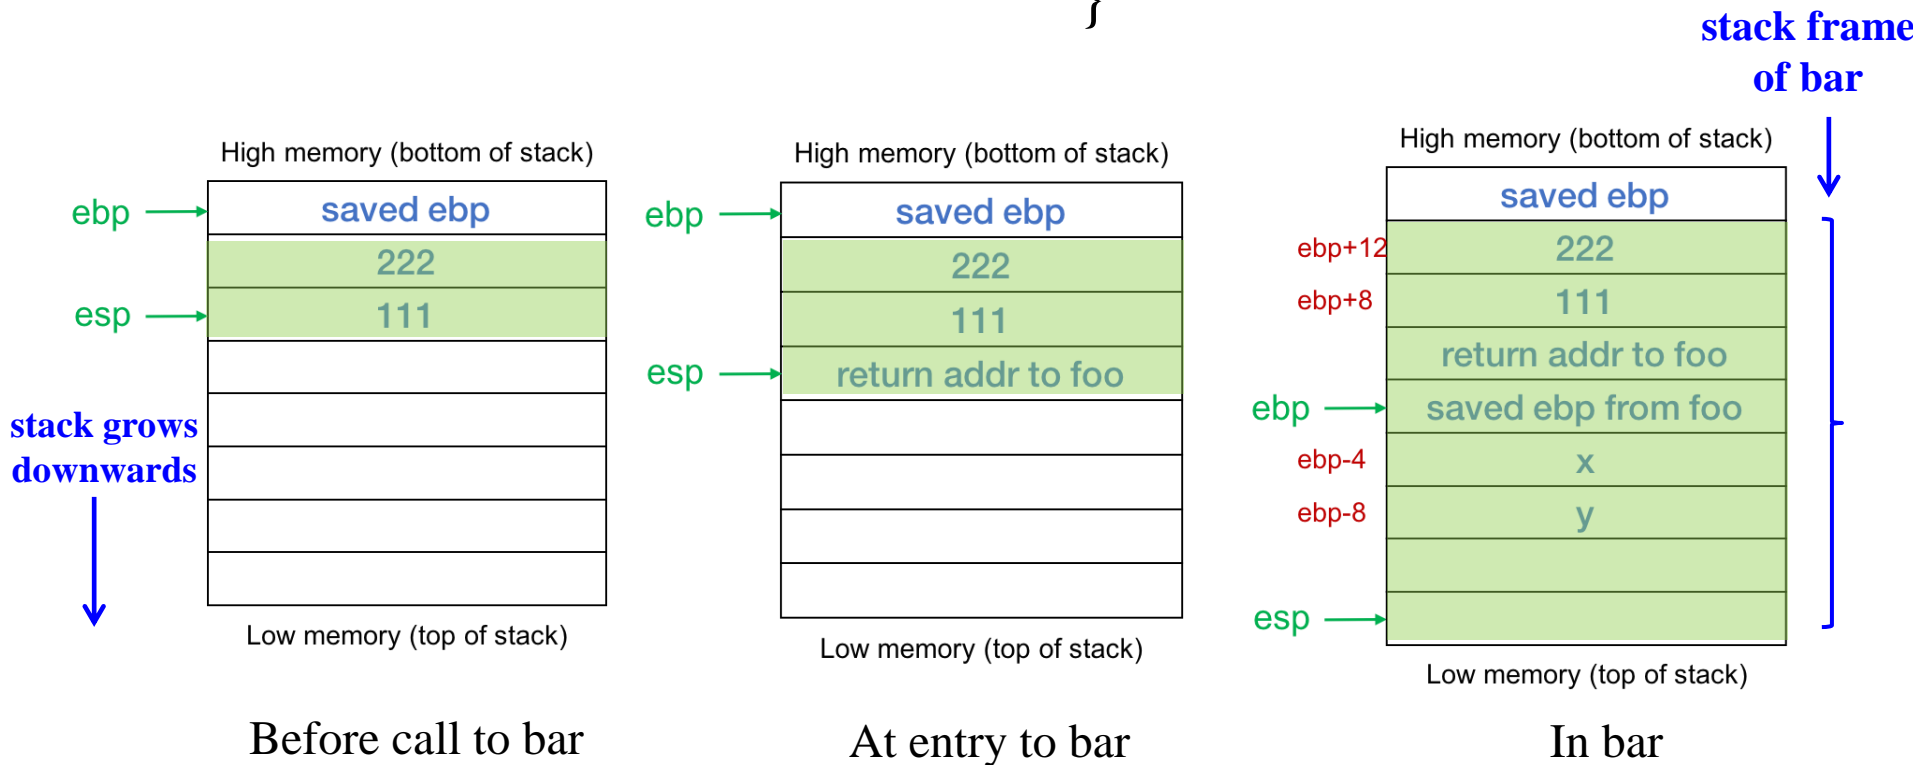 }
stack frame
of bar
High memory (bottom of stack)
ebp
saved ebp
222
esp
111
stack grows
downwards
Low memory (top of stack)
Before call to bar
High memory (bottom of stack)
ebp
saved ebp
222
111
esp
return addr to foo
Low memory (top of stack)
At entry to bar
High memory (bottom of stack)
saved ebp
ebp+12
222
ebp+8
111
return addr to foo
ebp
saved ebp from foo
ebp-4
x
ebp-8
y
esp
Low memory (top of stack)
In bar